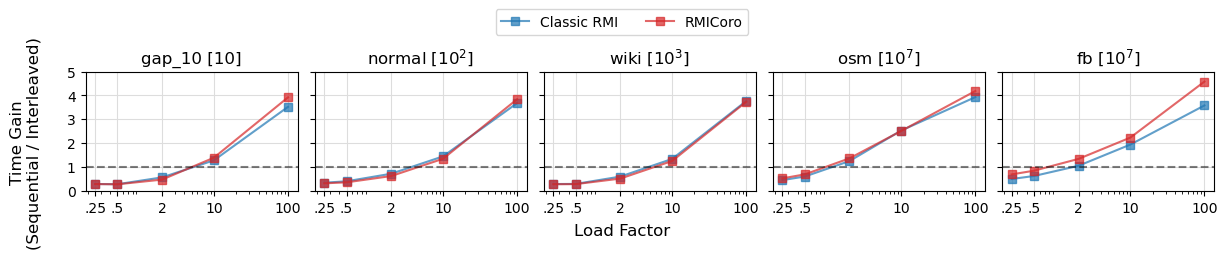 Classic RMI RMICoro
gap_10 [10] normal [10²] wiki [10³] osm [10⁷] fb [10⁷]
Time Gain
(Sequential / Interleaved)
5
4
3
2
1
0
.25 .5 2 10 100 .25 .5 2 10 100 .25 .5 2 10 100 .25 .5 2 10 100 .25 .5 2 10 100
Load Factor